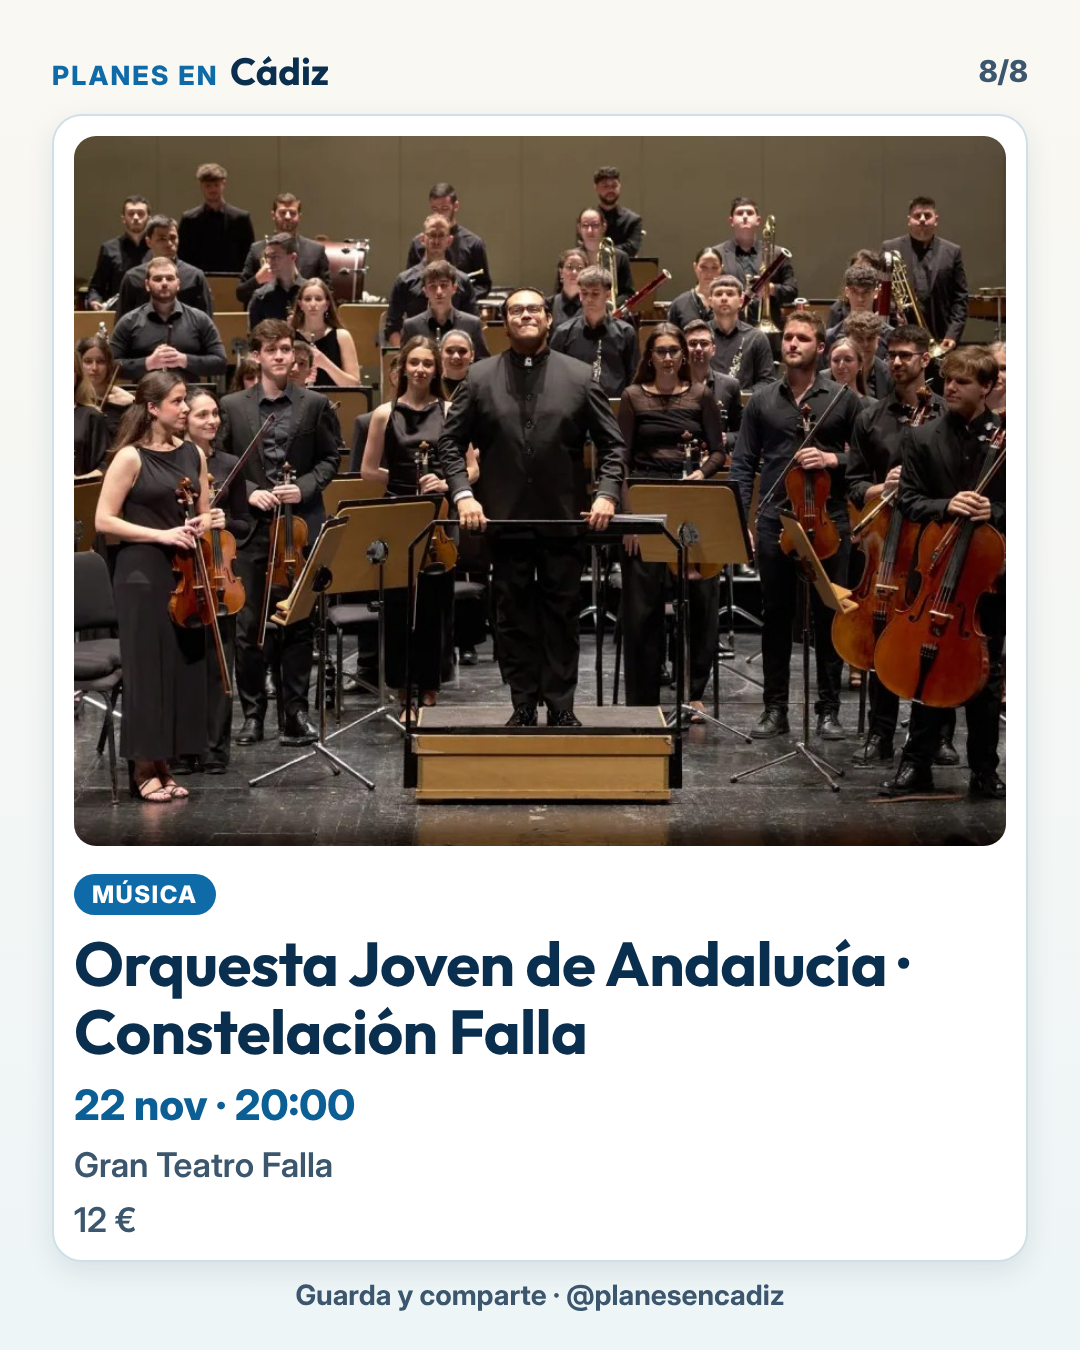 PLANES EN Cádiz
8/8
MÚSICA
Orquesta Joven de Andalucía ·
Constelación Falla
22 nov · 20:00
Gran Teatro Falla
12 €
Guarda y comparte · @planesencadiz